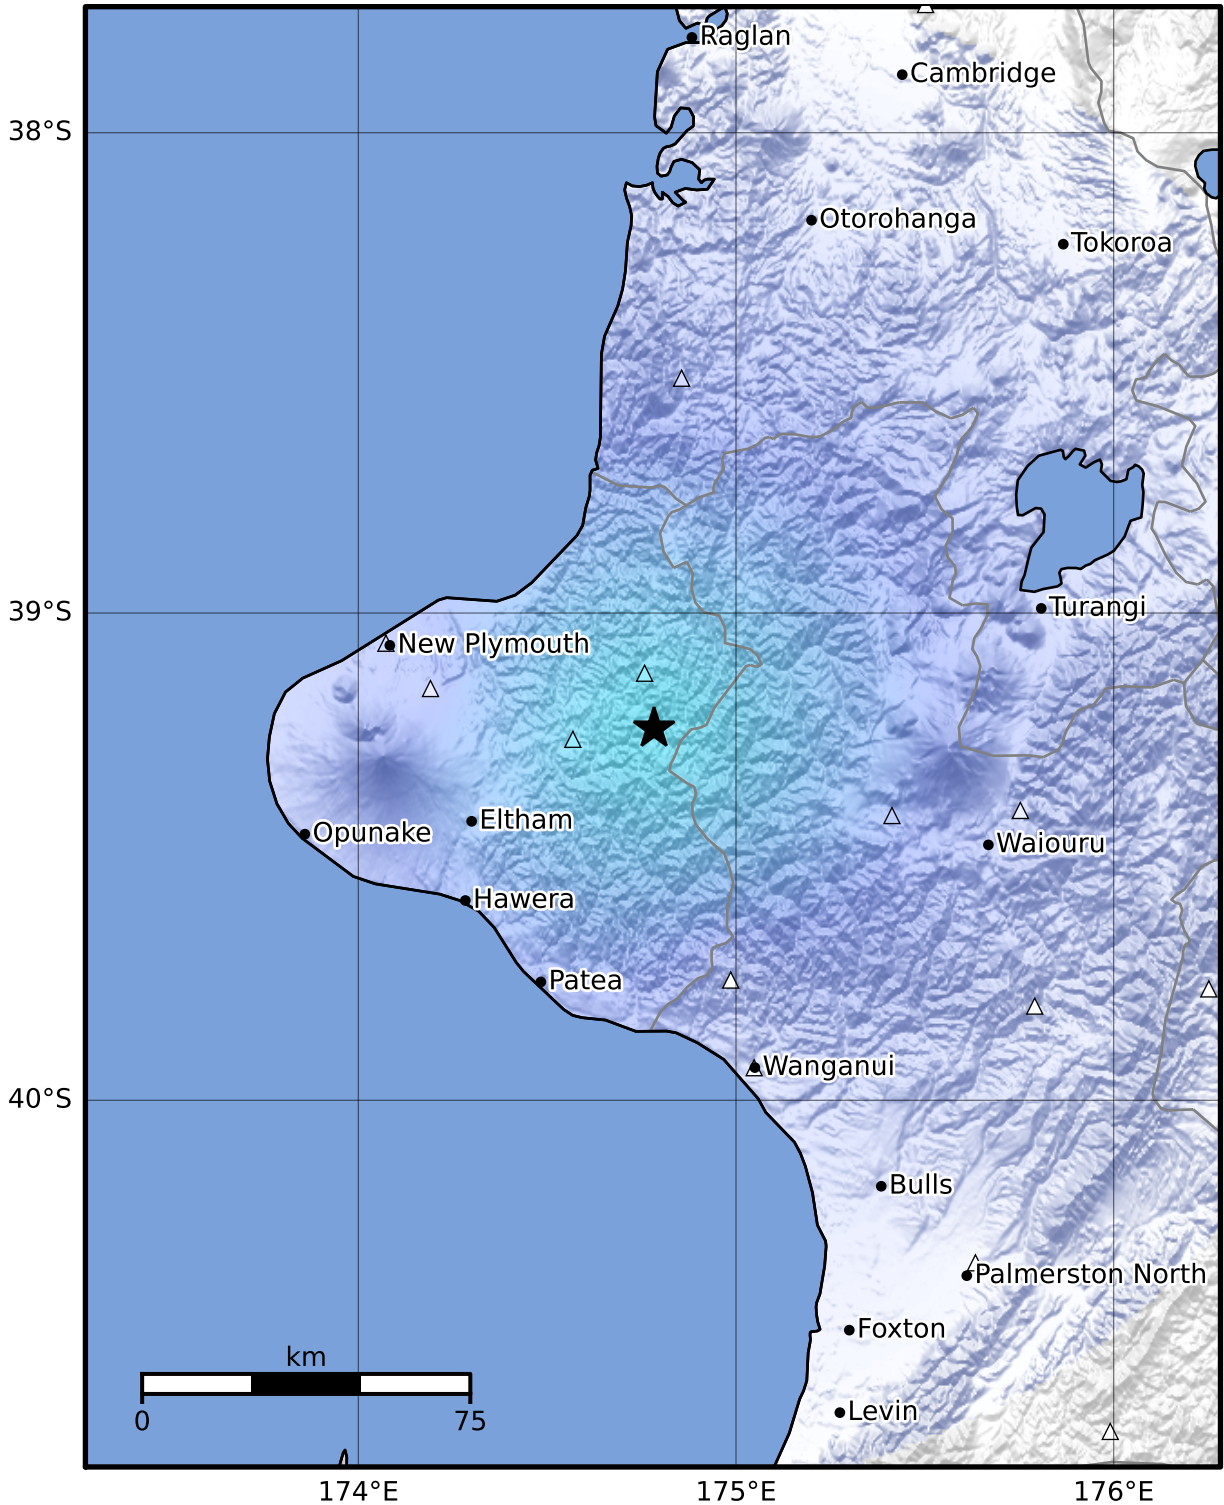 Raglan
Cambridge
38°S
Otorohanga
Tokoroa
39°S
Turangi
New Plymouth
Eltham
Opunake
Waiouru
Hawera
Patea
Wanganui
40°S
Bulls
Palmerston North
Foxton
km
0 75
Levin
174°E 175°E 176°E